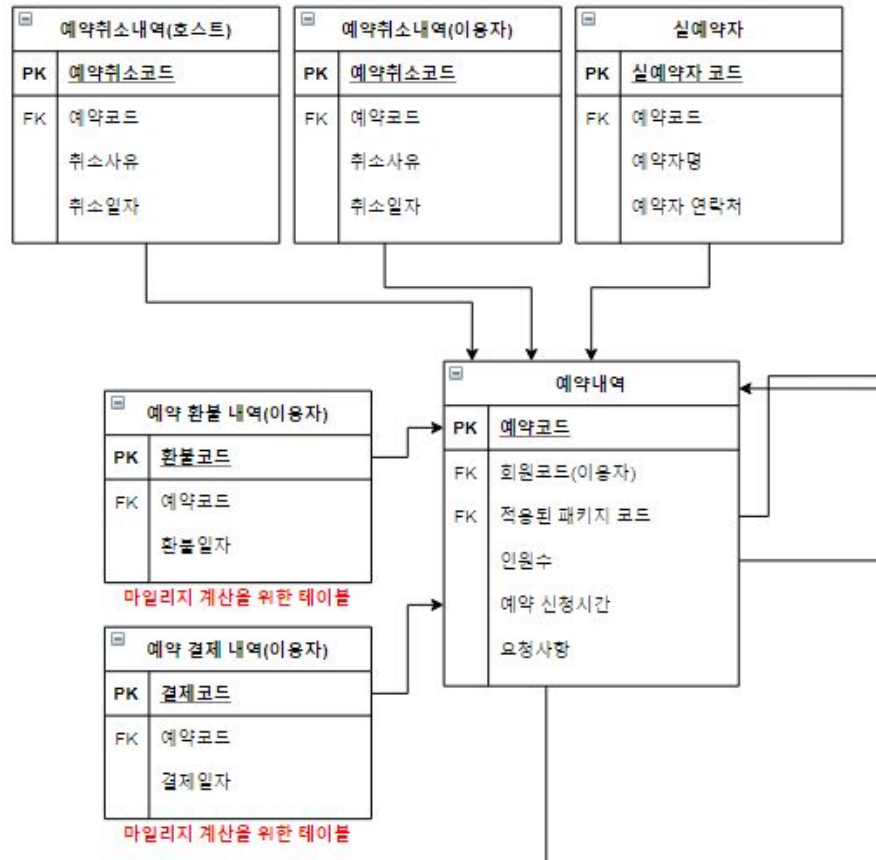 예약취소내역(호스트)
PK 예약취소코드
FK 예약코드
취소사유
취소일자
예약취소내역(이용자)
PK 예약취소코드
FK 예약코드
취소사유
취소일자
실예약자
PK 실예약자 코드
FK 예약코드
예약자명
예약자 연락처
예약 환불 내역(이용자)
PK 환불코드
FK 예약코드
환불일자
마일리지 계산을 위한 테이블
예약 결제 내역(이용자)
PK 결제코드
FK 예약코드
결제일자
마일리지 계산을 위한 테이블
예약내역
PK 예약코드
FK 회원코드(이용자)
FK 적용된 패키지 코드
인원수
예약 신청시간
요청사항